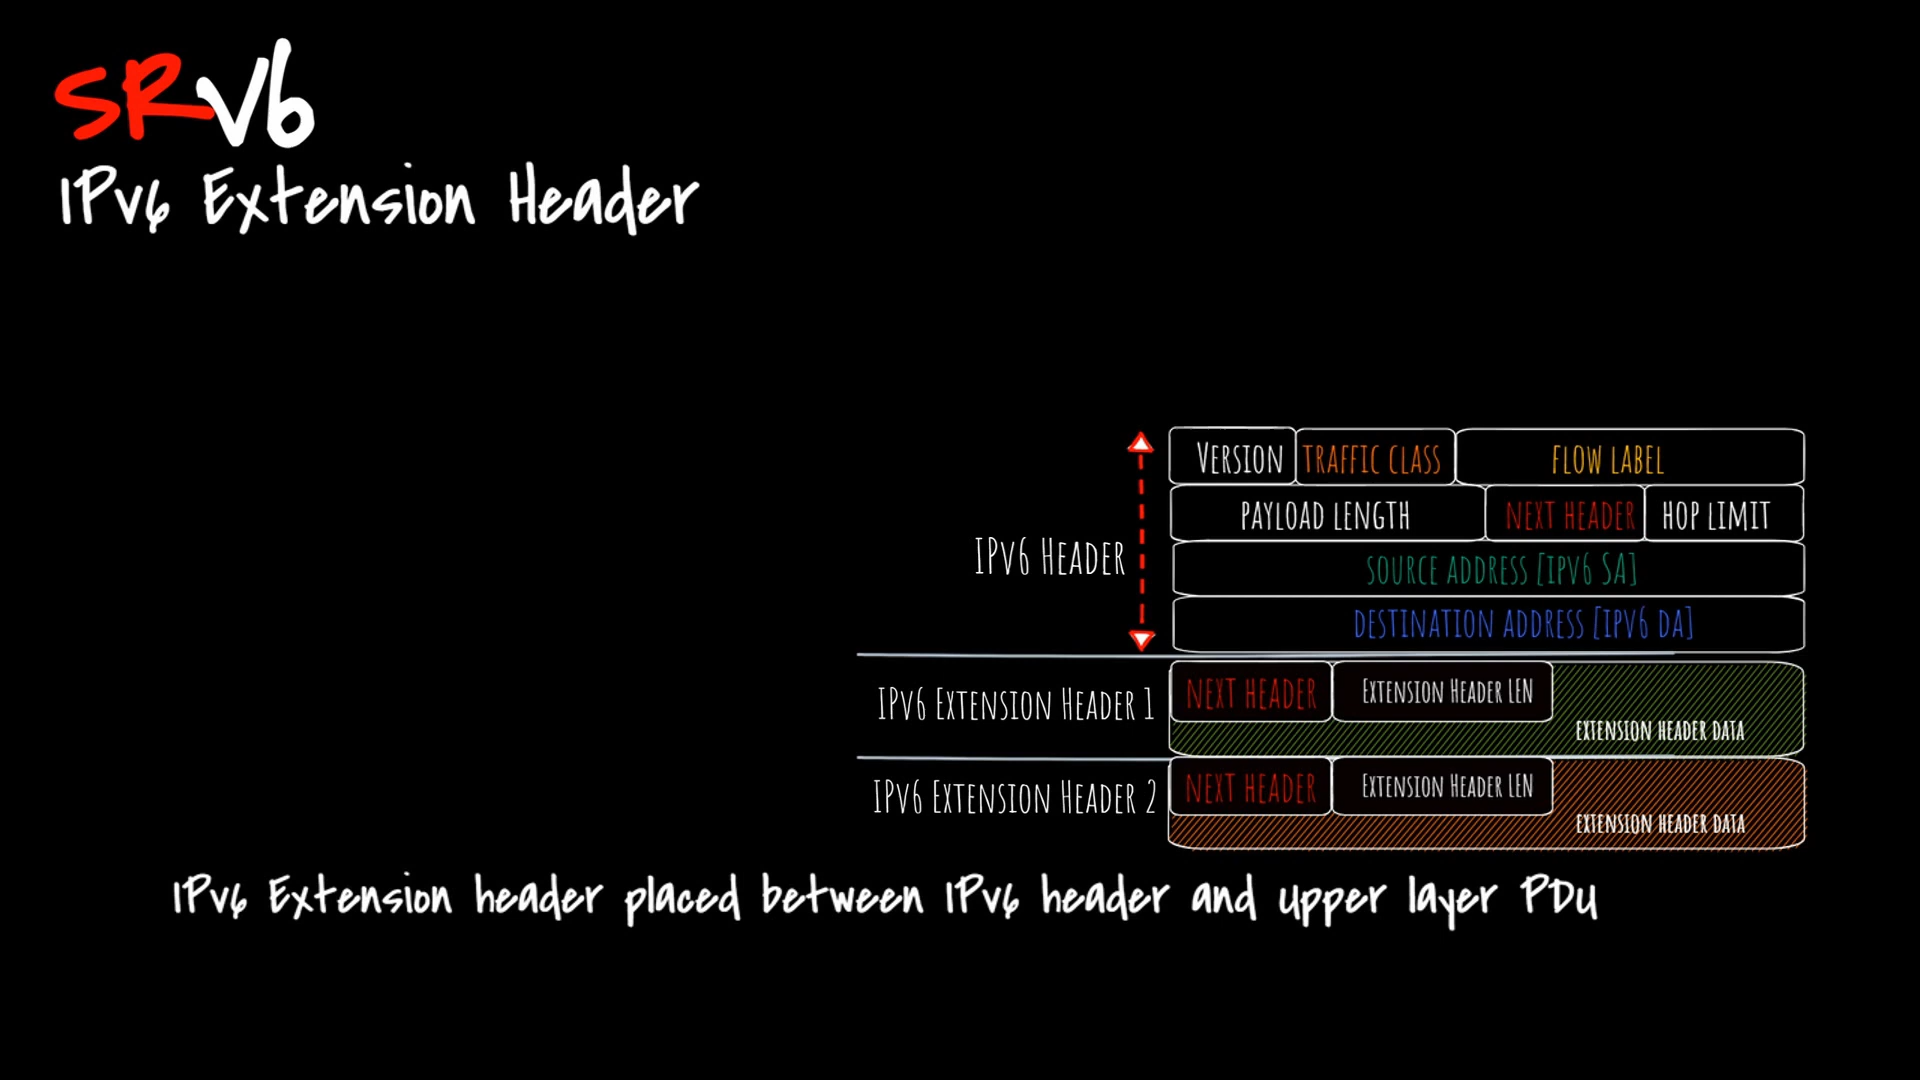 SRv6
IPv6 Extension Header
Version TRAFFIC CLASS FLOW LABEL
PAYLOAD LENGTH NEXT HEADER HOP LIMIT
IPv6 Header
SOURCE ADDRESS [IPV6 SA]
DESTINATION ADDRESS [IPV6 DA]
IPv6 Extension Header 1 NEXT HEADER Extension Header LEN
EXTENSION HEADER DATA
IPv6 Extension Header 2 NEXT HEADER Extension Header LEN
EXTENSION HEADER DATA
IPv6 Extension header placed between IPv6 header and upper layer PDU